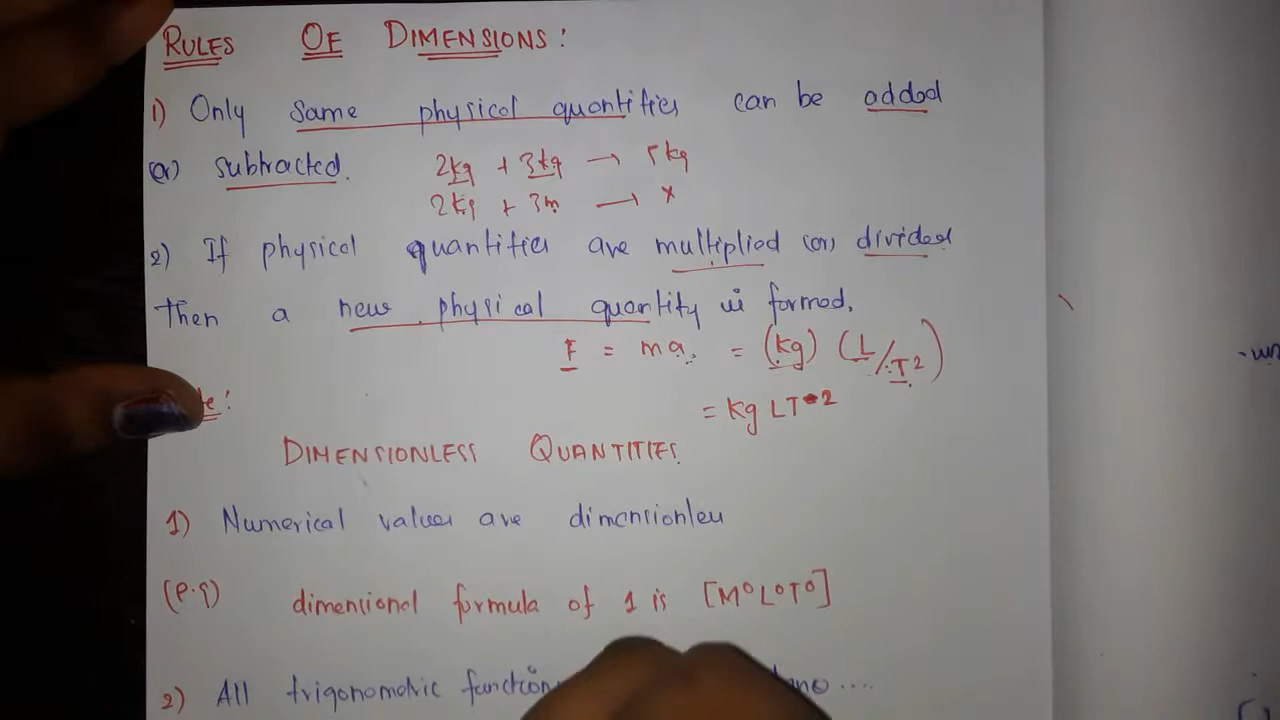 RULES OF DIMENSIONS:
1) Only same physical quantities can be added
(or) subtracted. 2kg + 3kg → 5kg
2kg + 3m → x
2) If physical quantities are multiplied (or) divided
then a new physical quantity is formed.
F = ma = (kg) (L/T²)
= kg LT-2
DIMENSIONLESS QUANTITIES
1) Numerical values are dimensionless
(e.g) dimensional formula of 1 is [M⁰L⁰T⁰]
2) All trigonometric function